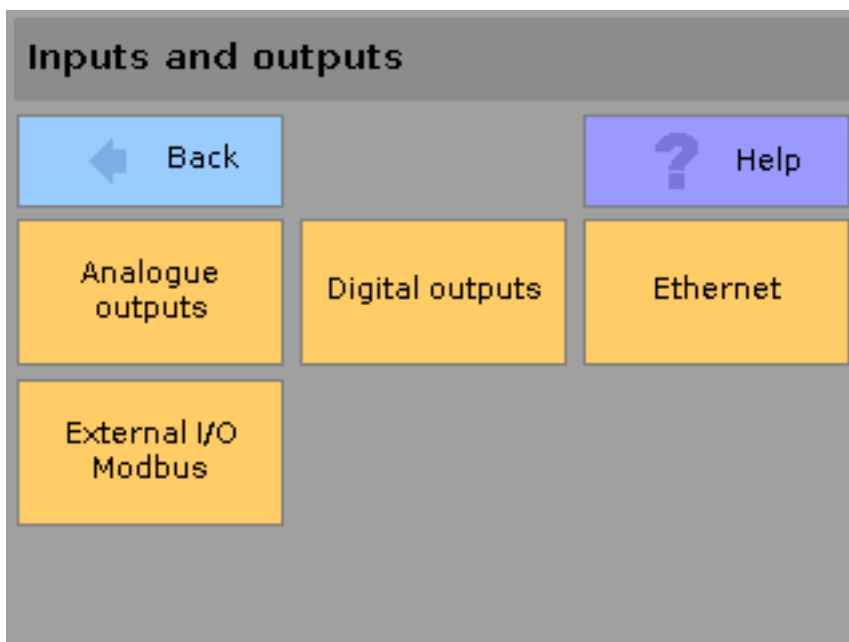 Inputs and outputs
Back
Help
Analogue
outputs
Digital outputs
Ethernet
External I/O
Modbus